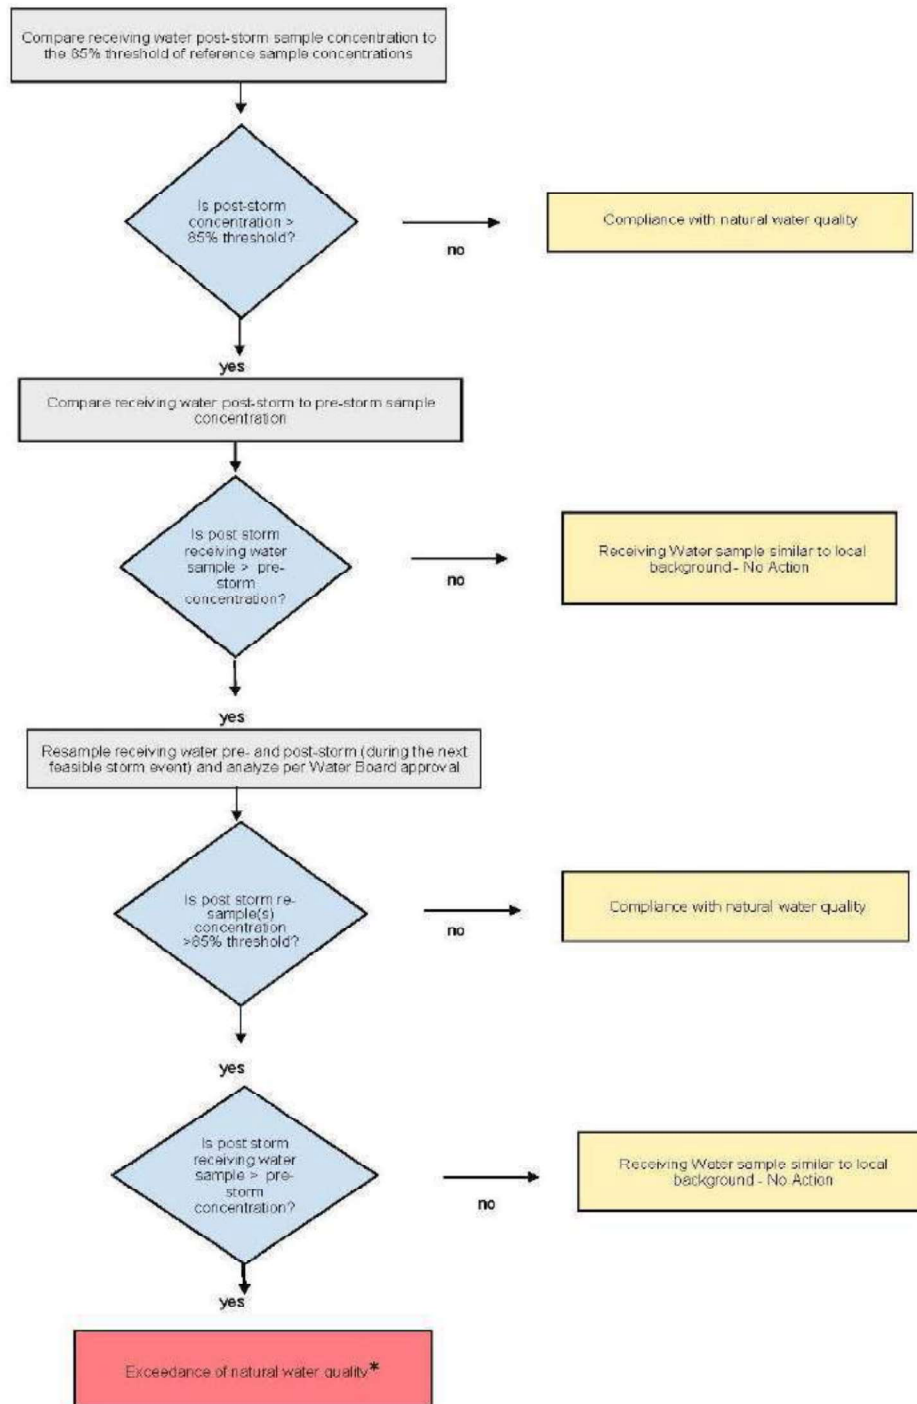 Compare receiving water post-storm sample concentration to
the 85% threshold of reference sample concentrations
Is post-storm
concentration >
85% threshold?
no
Compliance with natural water quality
yes
Compare receiving water post-storm to pre-storm sample
concentration
Is post storm
receiving water
sample > pre-
storm
concentration?
no
Receiving Water sample similar to local
background - No Action
yes
Resample receiving water pre- and post-storm (during the next
feasible storm event) and analyze per Water Board approval
Is post storm re-
sample(s)
concentration
>85% threshold?
no
Compliance with natural water quality
yes
Is post storm
receiving water
sample > pre-
storm
concentration?
no
Receiving Water sample similar to local
background - No Action
yes
Exceedance of natural water quality*